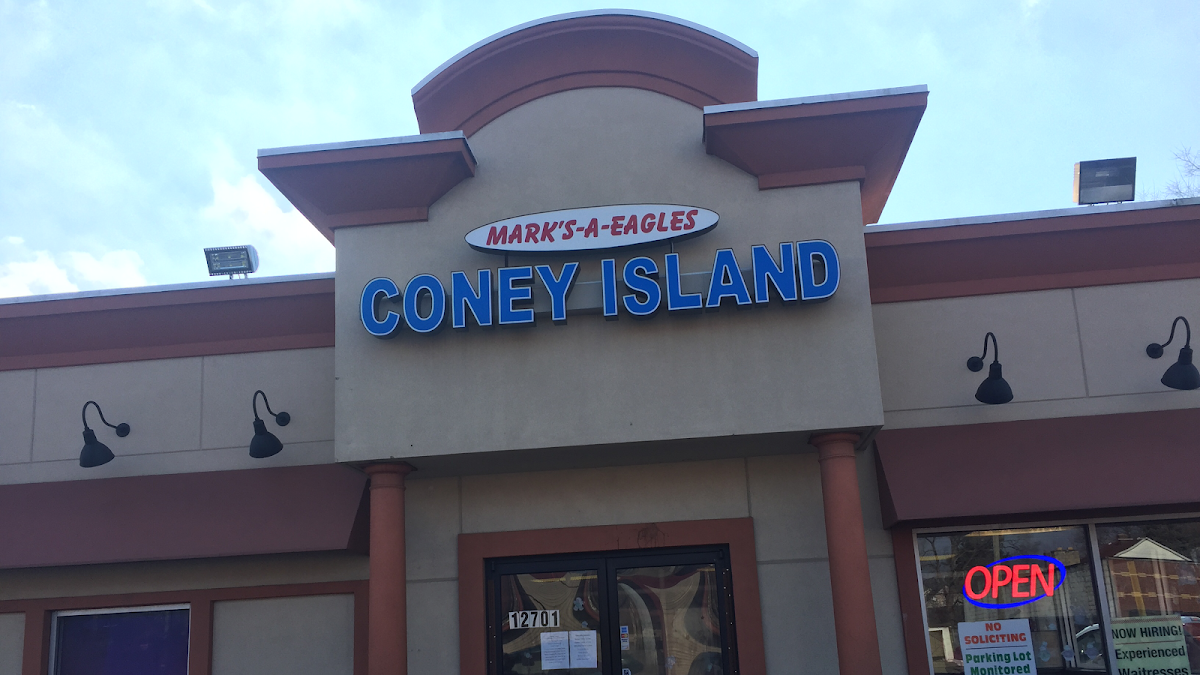 MARK'S-A-EAGLES
CONEY ISLAND
12701
OPEN
NO
SOLICITING
Parking Lot
Monitored
NOW HIRING!
Experienced
Waitresses